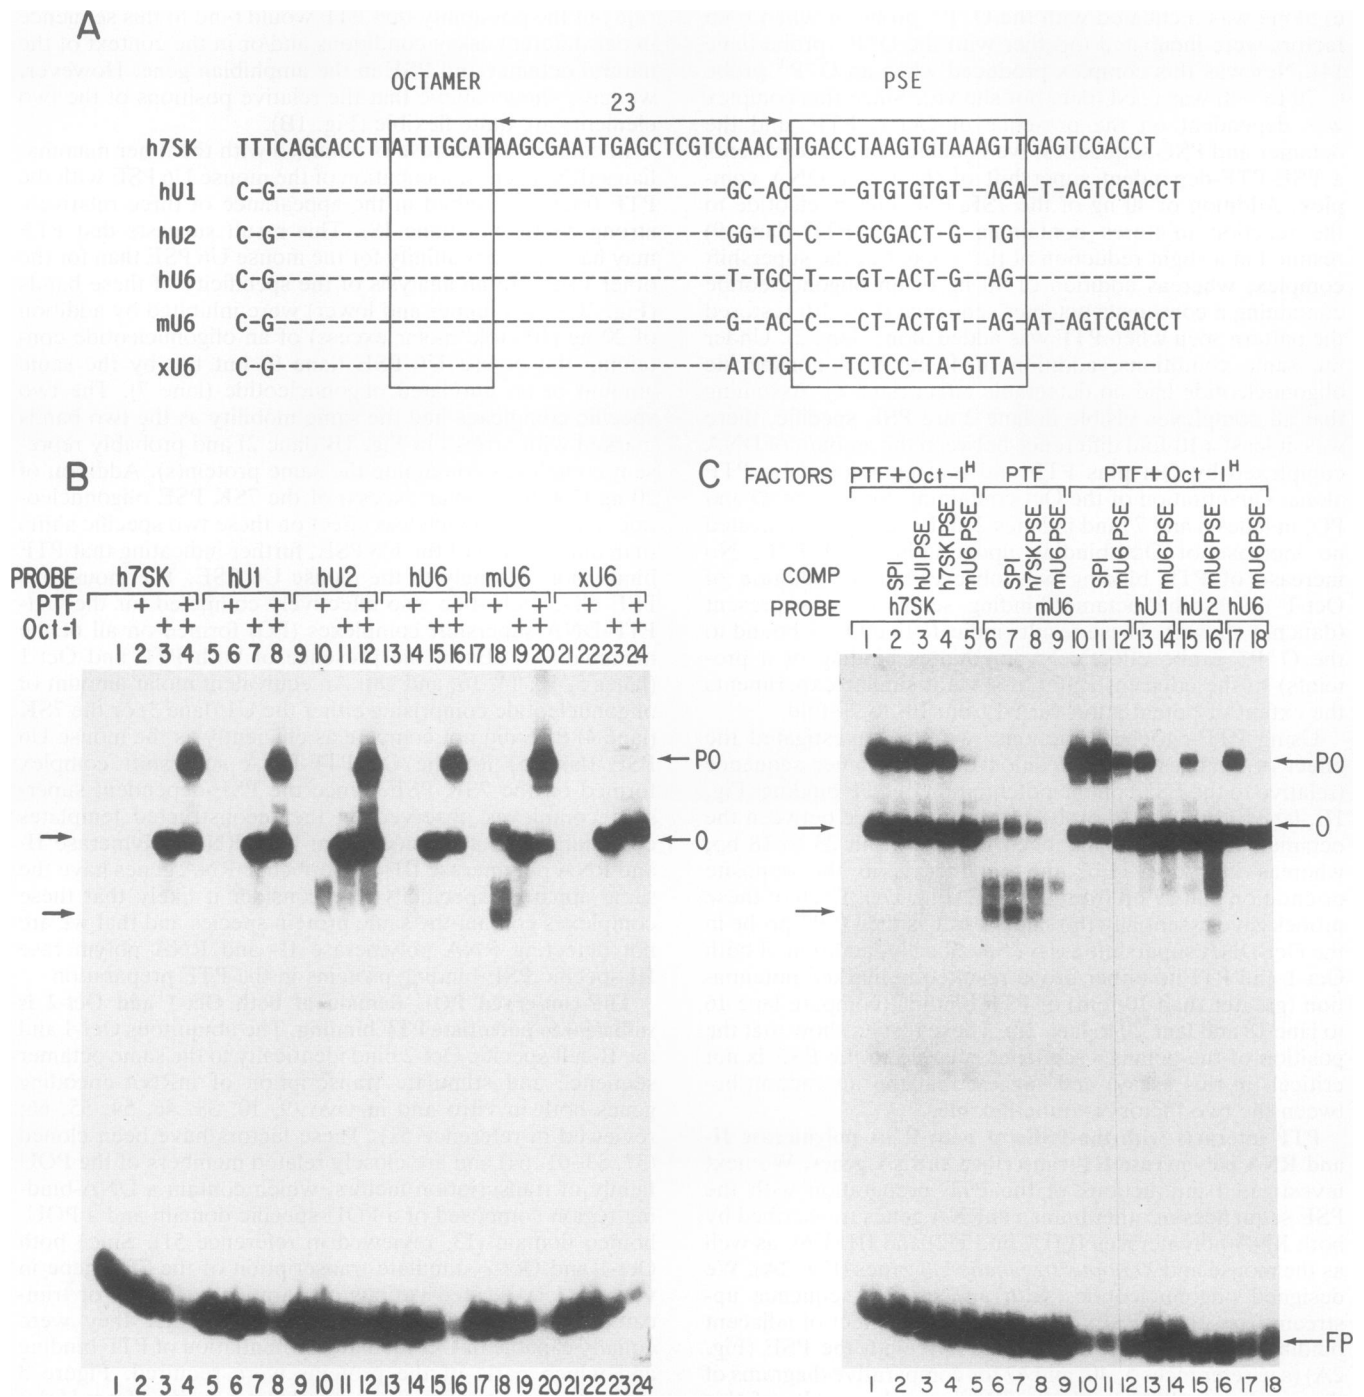 A
OCTAMER PSE
23
h7SK TTTCAGCACCTTATTTGCATAAGCGAATTGAGCTCGTCCAACTTGACCTAAGTGTAAAGTTGAGTCGACCT
hU1 C-G GC-AC GTGTGTGT--AGA-T-AGTCGACCT
hU2 C-G GG-TC-C---GCGACT-G--TG
hU6 C-G T-TGC-T---GT-ACT-G--AG
mU6 C-G G--AC--C---CT-ACTGT--AG-AT-AGTCGACCT
xU6 C-G ATCTG-C--TCTCC-TA-GTTA
B
PROBE h7SK hU1 hU2 hU6 mU6 xU6
PTF + + + + + + + + + + + +
Oct-1 + + + + + + + + + + + +
1 2 3 4 5 6 7 8 9 10 11 12 13 14 15 16 17 18 19 20 21 22 23 24
PO
O
1 2 3 4 5 6 7 8 9 10 11 12 13 14 15 16 17 18 19 20 21 22 23 24
C
FACTORS PTF+Oct-1H PTF PTF+Oct-1H
COMP SPI hU1 PSE h7SK PSE mU6 PSE SPI h7SK PSE mU6 PSE SPI mU6 PSE mU6 PSE mU6 PSE mU6 PSE
PROBE h7SK mU6 hU1 hU2 hU6
1 2 3 4 5 6 7 8 9 10 11 12 13 14 15 16 17 18
PO
O
FP
1 2 3 4 5 6 7 8 9 10 11 12 13 14 15 16 17 18